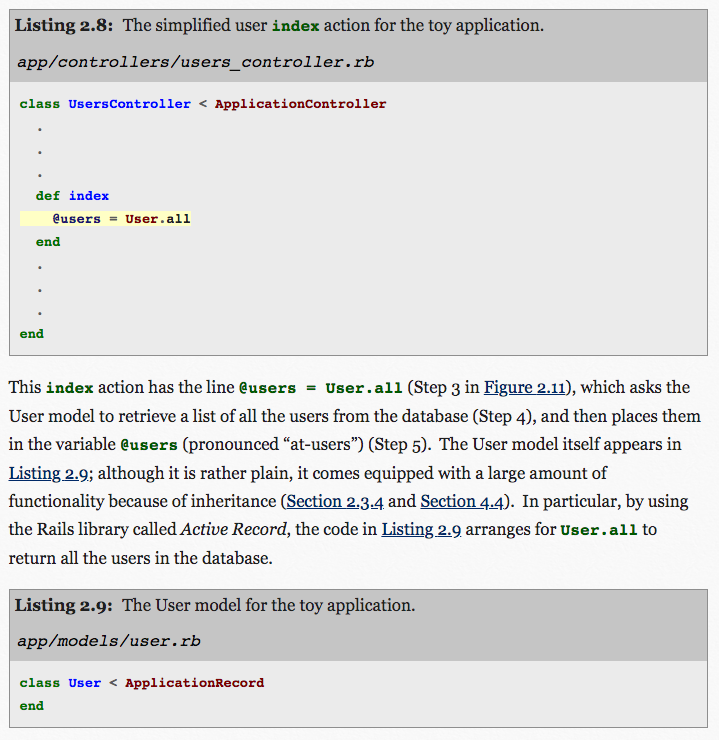 Listing 2.8: The simplified user index action for the toy application.
app/controllers/users_controller.rb
class UsersController < ApplicationController
  .
  .
  .
  def index
    @users = User.all
  end
  .
  .
  .
end
This index action has the line @users = User.all (Step 3 in Figure 2.11), which asks the
User model to retrieve a list of all the users from the database (Step 4), and then places them
in the variable @users (pronounced “at-users”) (Step 5). The User model itself appears in
Listing 2.9; although it is rather plain, it comes equipped with a large amount of
functionality because of inheritance (Section 2.3.4 and Section 4.4). In particular, by using
the Rails library called Active Record, the code in Listing 2.9 arranges for User.all to
return all the users in the database.
Listing 2.9: The User model for the toy application.
app/models/user.rb
class User < ApplicationRecord
end